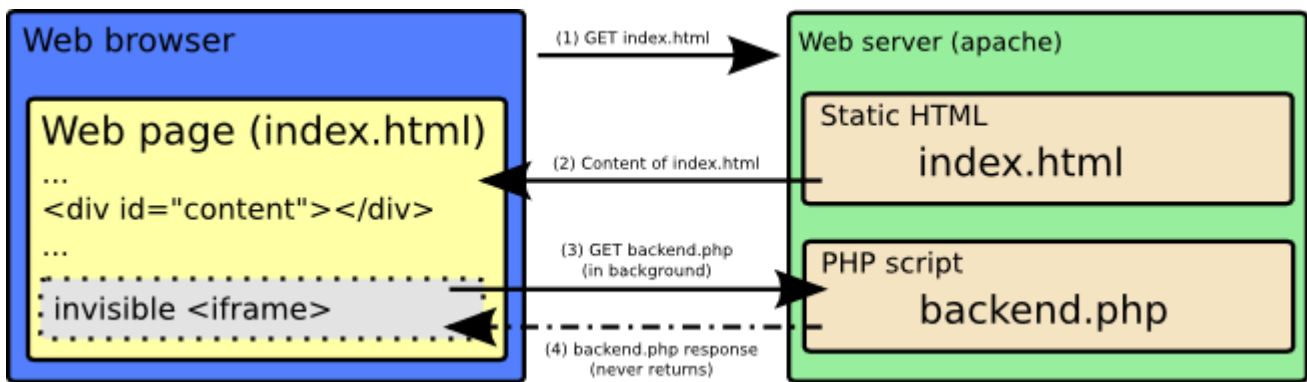 Web browser
Web page (index.html)
...
<div id="content"></div>
...
invisible <iframe>
(1) GET index.html
(2) Content of index.html
(3) GET backend.php
(in background)
(4) backend.php response
(never returns)
Web server (apache)
Static HTML
index.html
PHP script
backend.php